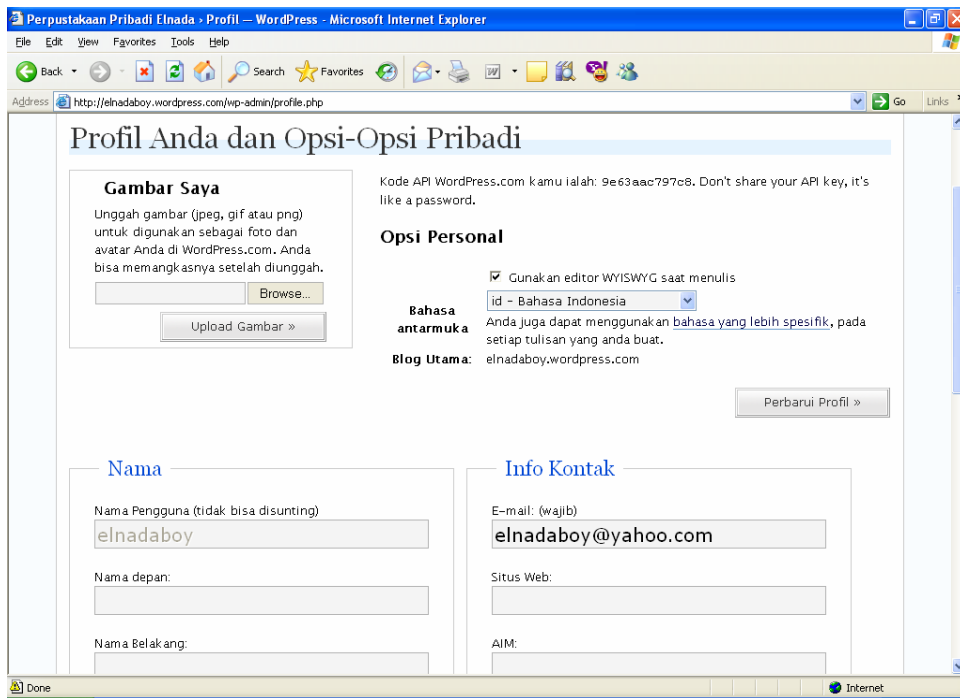 Perpustakaan Pribadi Elnada › Profil — WordPress - Microsoft Internet Explorer
File Edit View Favorites Tools Help
Back Search Favorites
Address http://elnadaboy.wordpress.com/wp-admin/profile.php Go Links
Profil Anda dan Opsi-Opsi Pribadi
Gambar Saya
Unggah gambar (jpeg, gif atau png)
untuk digunakan sebagai foto dan
avatar Anda di WordPress.com. Anda
bisa memangkasnya setelah diunggah.
Browse...
Upload Gambar »
Kode API WordPress.com kamu ialah: 9e63aac797c8. Don't share your API key, it's
like a password.
Opsi Personal
Gunakan editor WYISWYG saat menulis
Bahasa
antarmuka
id - Bahasa Indonesia
Anda juga dapat menggunakan bahasa yang lebih spesifik, pada
setiap tulisan yang anda buat.
Blog Utama: elnadaboy.wordpress.com
Perbarui Profil »
Nama
Nama Pengguna (tidak bisa disunting)
elnadaboy
Nama depan:
Nama Belakang:
Info Kontak
E-mail: (wajib)
elnadaboy@yahoo.com
Situs Web:
AIM:
Done
Internet